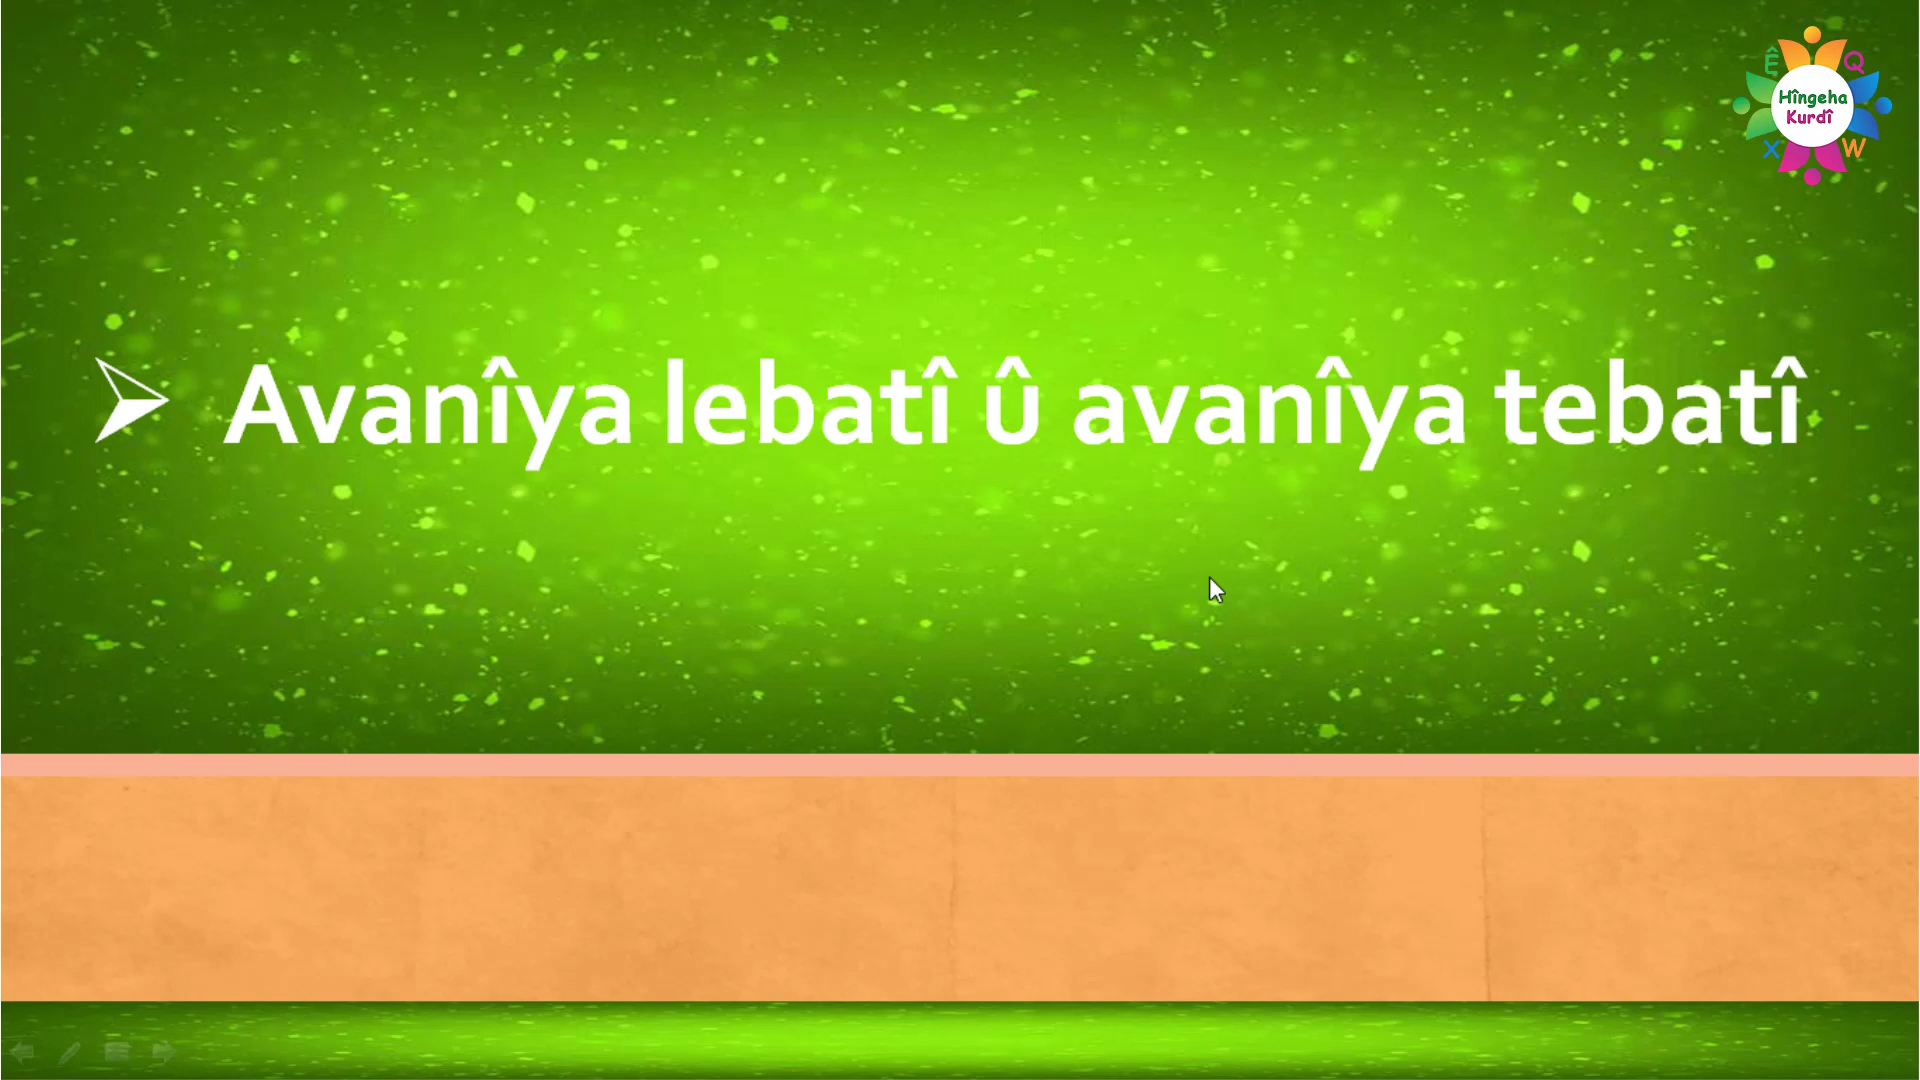 Ê Q
Hîngeha
Kurdî
X W
➢ Avanîya lebatî û avanîya tebatî